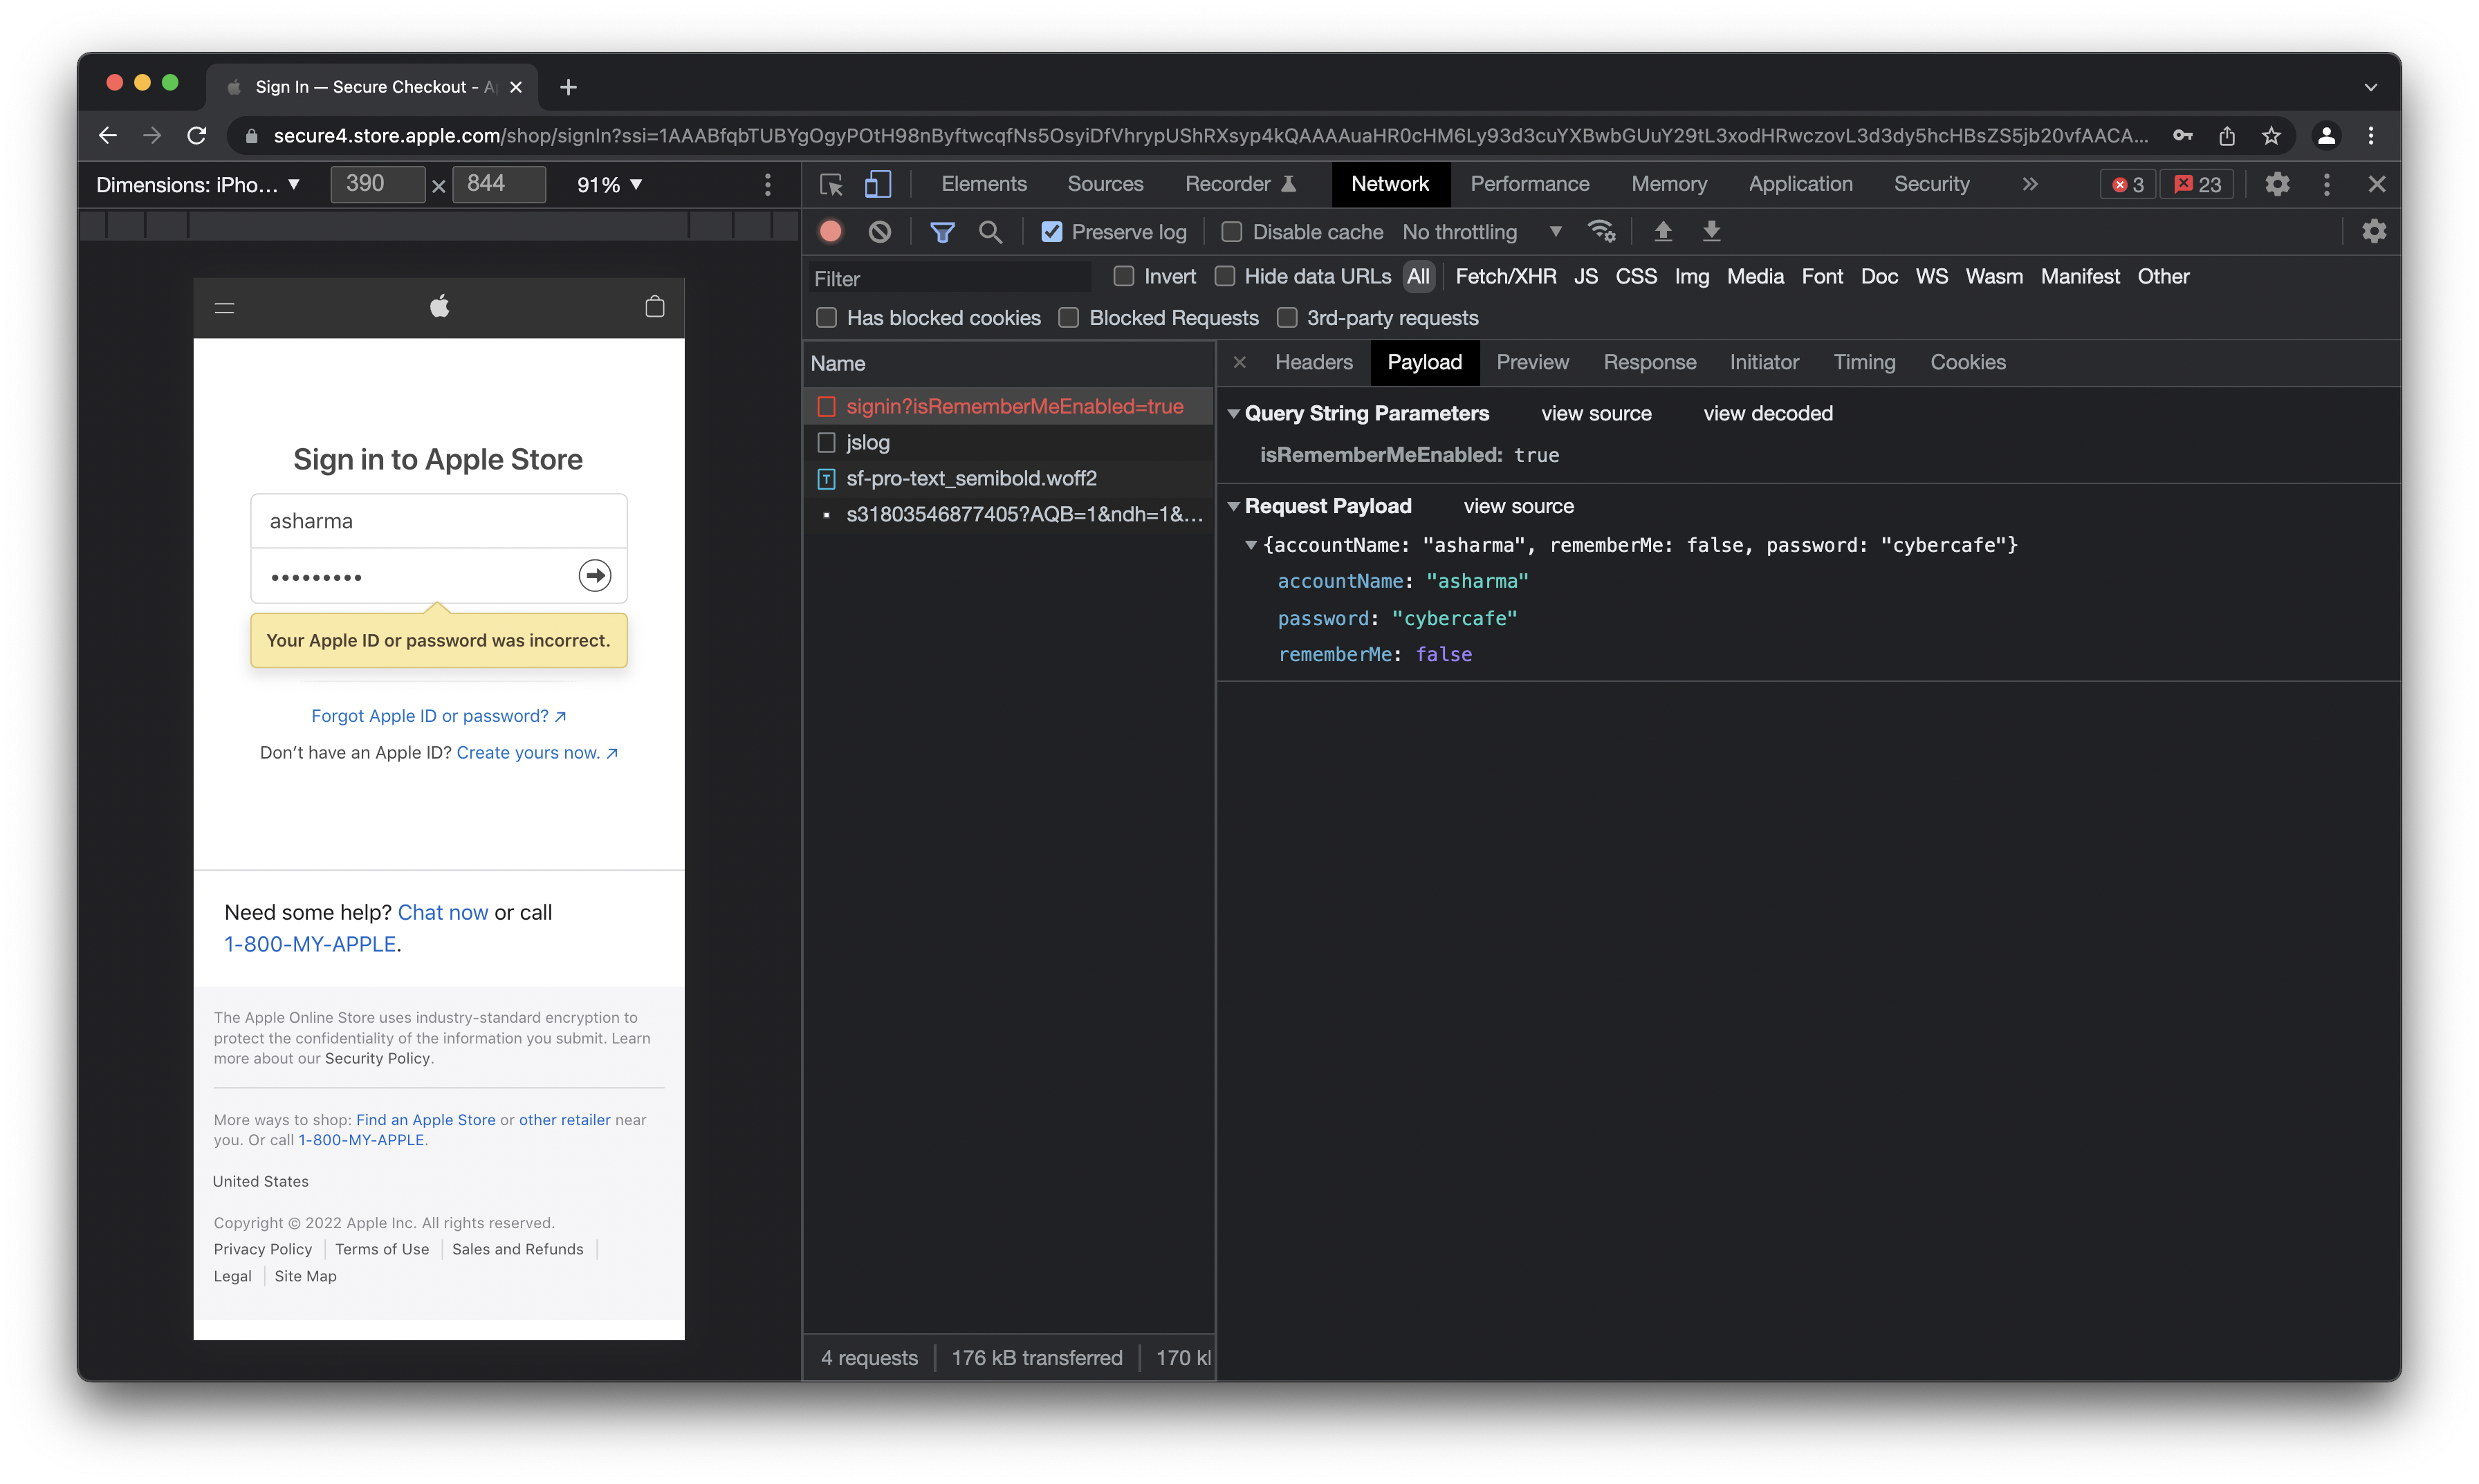 Sign In — Secure Checkout - A
secure4.store.apple.com/shop/signIn?ssi=1AAABfqbTUBYgOgyPOtH98nByftwcqfNs5OsyiDfVhrypUShRXsyp4kQAAAAuaHR0cHM6Ly93d3cuYXBwbGUuY29tL3xodHRwczovL3d3dy5hcHBsZS5jb20vfAACA...
Dimensions: iPho... ▼ 390 × 844 91% ▼
Elements Sources Recorder Network Performance Memory Application Security » 3 23
Preserve log Disable cache No throttling ▼
Filter Invert Hide data URLs All Fetch/XHR JS CSS Img Media Font Doc WS Wasm Manifest Other
Has blocked cookies Blocked Requests 3rd-party requests
Sign in to Apple Store
asharma
•••••••••
Your Apple ID or password was incorrect.
Forgot Apple ID or password? ↗
Don't have an Apple ID? Create yours now. ↗
Need some help? Chat now or call
1-800-MY-APPLE.
The Apple Online Store uses industry-standard encryption to
protect the confidentiality of the information you submit. Learn
more about our Security Policy.
More ways to shop: Find an Apple Store or other retailer near
you. Or call 1-800-MY-APPLE.
United States
Copyright © 2022 Apple Inc. All rights reserved.
Privacy Policy Terms of Use Sales and Refunds
Legal Site Map
Name
signin?isRememberMeEnabled=true
jslog
sf-pro-text_semibold.woff2
s31803546877405?AQB=1&ndh=1&...
4 requests 176 kB transferred 170 k
Headers Payload Preview Response Initiator Timing Cookies
Query String Parameters view source view decoded
isRememberMeEnabled: true
Request Payload view source
{accountName: "asharma", rememberMe: false, password: "cybercafe"}
accountName: "asharma"
password: "cybercafe"
rememberMe: false